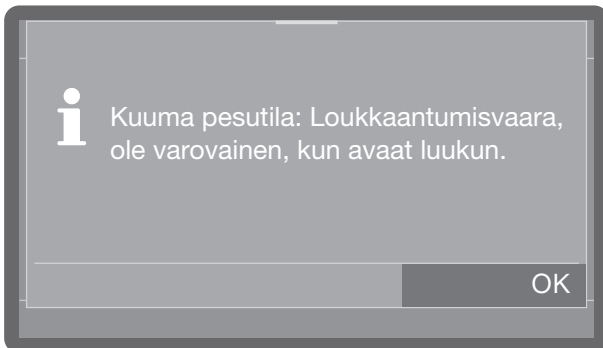 Kuuma pesutila: Loukkaantumisvaara,
ole varovainen, kun avaat luukun.
OK